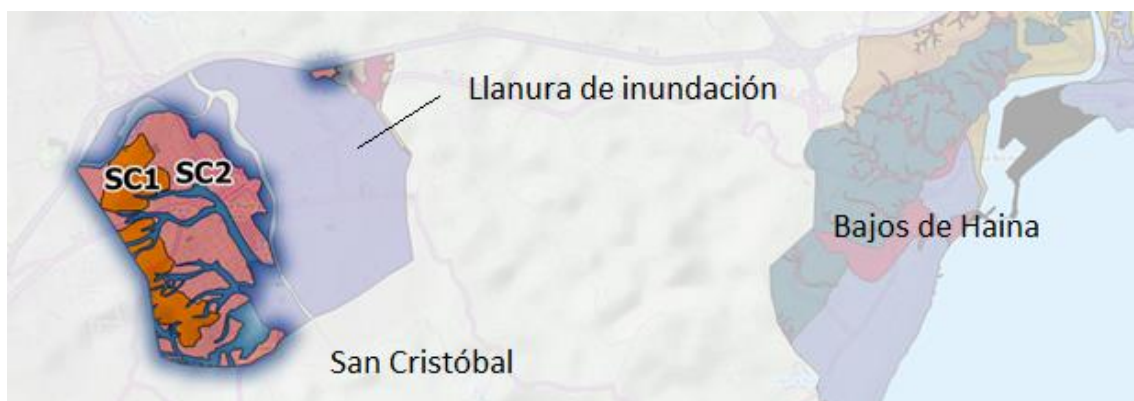 Llanura de inundación
SC1
SC2
Bajos de Haina
San Cristóbal